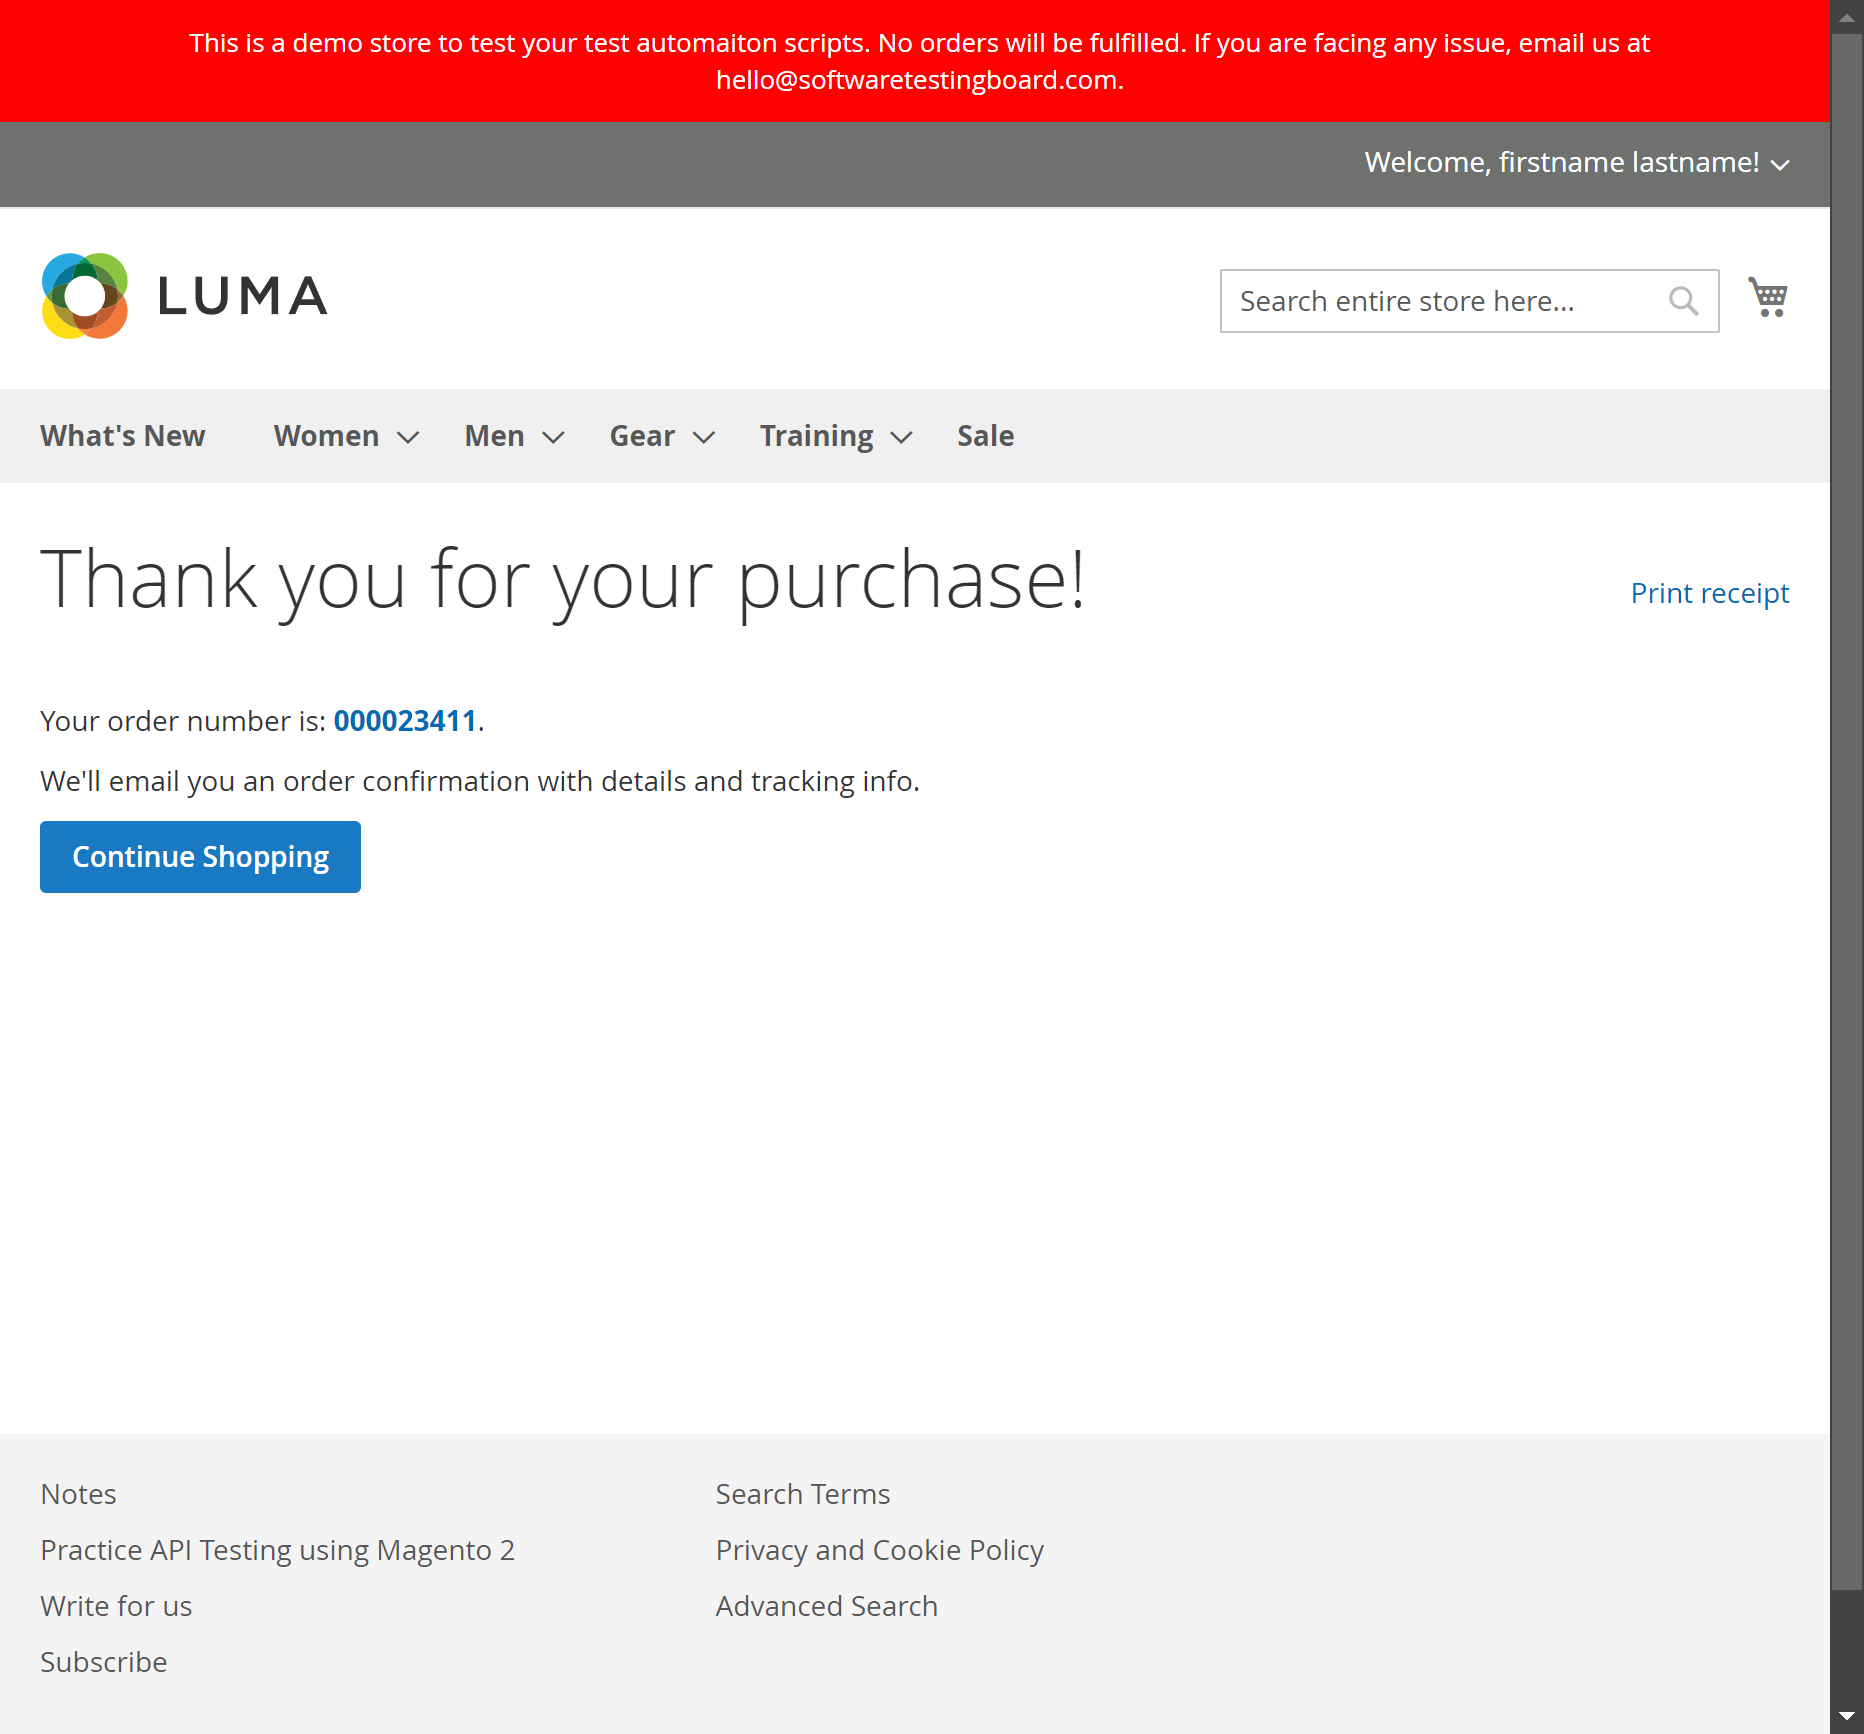 This is a demo store to test your test automaiton scripts. No orders will be fulfilled. If you are facing any issue, email us at
hello@softwaretestingboard.com.
Welcome, firstname lastname!
LUMA
Search entire store here...
What's New Women Men Gear Training Sale
Thank you for your purchase!
Print receipt
Your order number is: 000023411.
We'll email you an order confirmation with details and tracking info.
Continue Shopping
Notes
Practice API Testing using Magento 2
Write for us
Subscribe
Search Terms
Privacy and Cookie Policy
Advanced Search